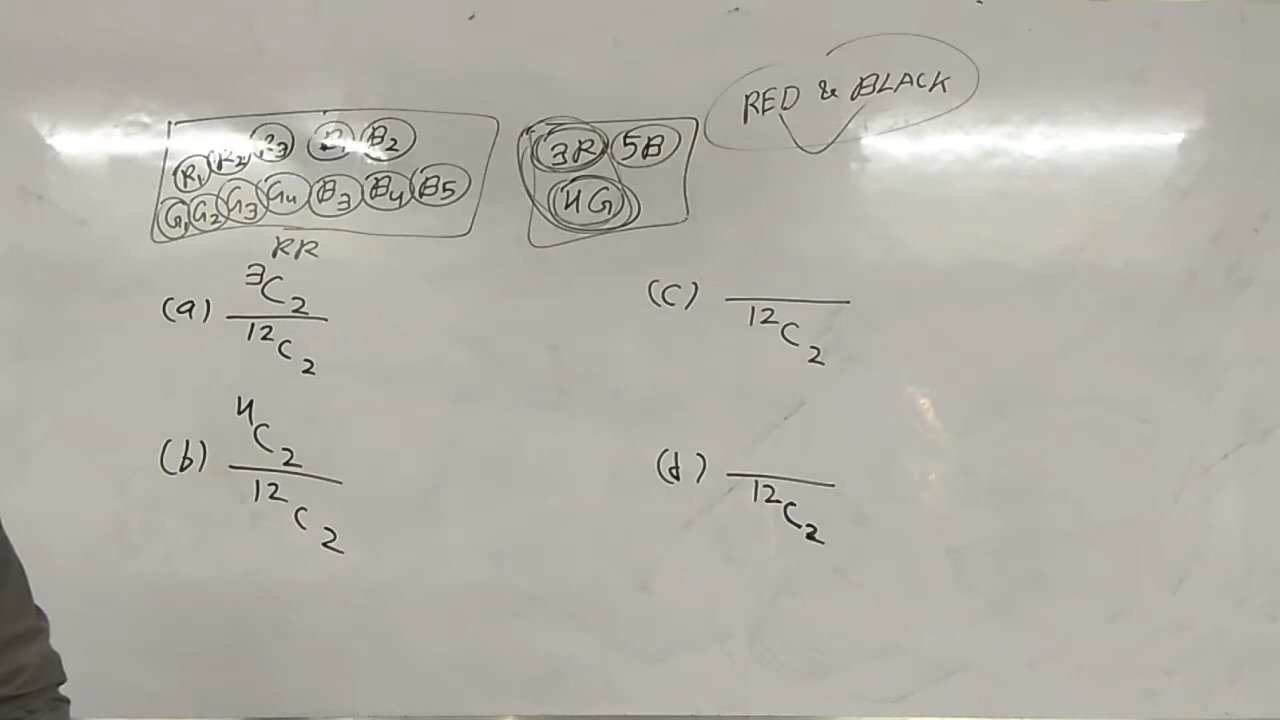 RED & BLACK
R₁ R₂ R₃ B₁ B₂
G₁ G₂ G₃ G₄ B₃ B₄ B5
3R 5B
4G
RR
(a) ³C₂
¹²C₂
(b) ⁴C₂
¹²C₂
(c) ¹²C₂
(d) ¹²C₂